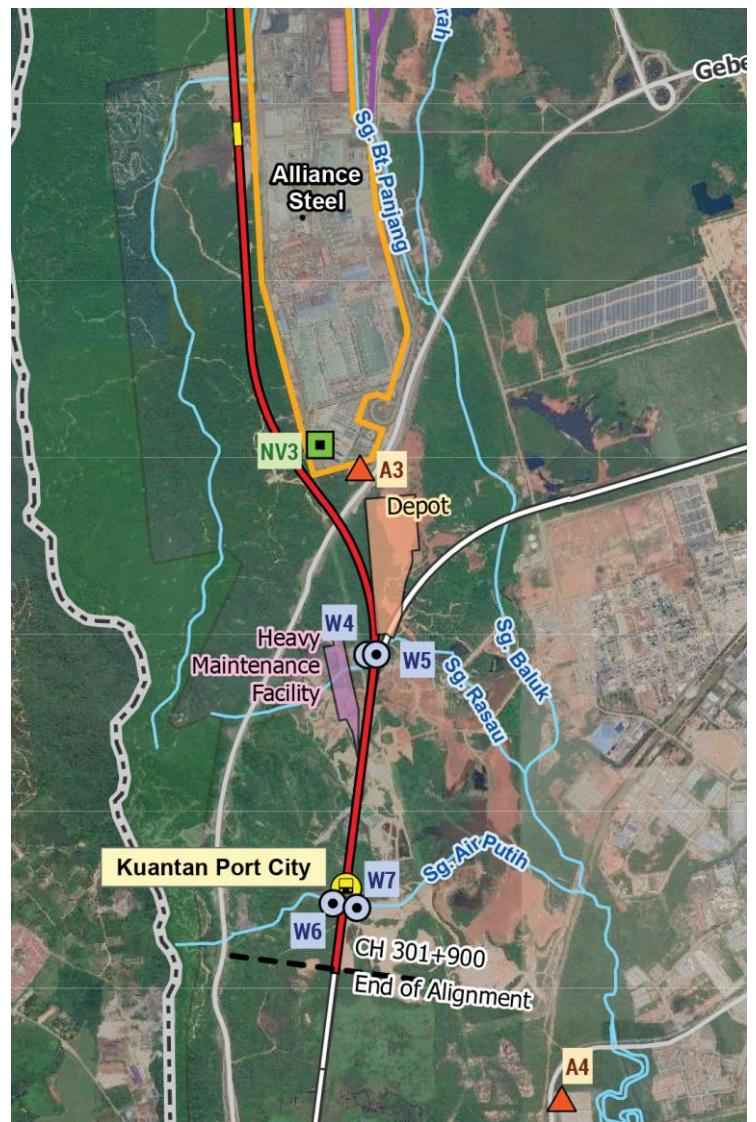 Gebe
Sg. Bt. Panjang
Alliance
Steel
NV3
A3
Depot
W4
Heavy
Maintenance
Facility
W5
Sg. Rasau
Sg. Baluk
Kuantan Port City
W7
Sg. Air Putih
W6
CH 301+900
End of Alignment
A4